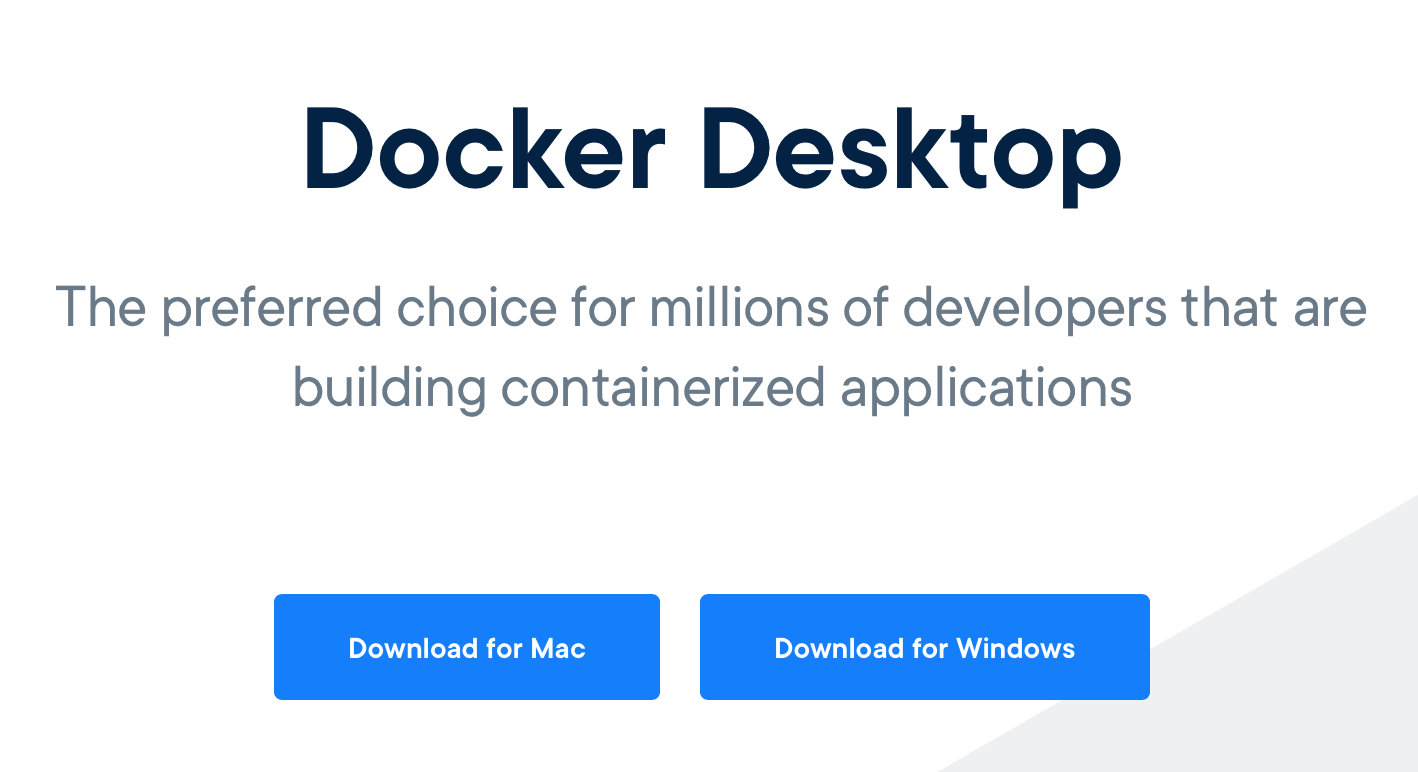 Docker Desktop
The preferred choice for millions of developers that are
building containerized applications
Download for Mac
Download for Windows